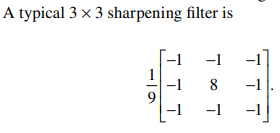 A typical 3 × 3 sharpening filter is
1/9 [−1 −1 −1
−1 8 −1
−1 −1 −1].